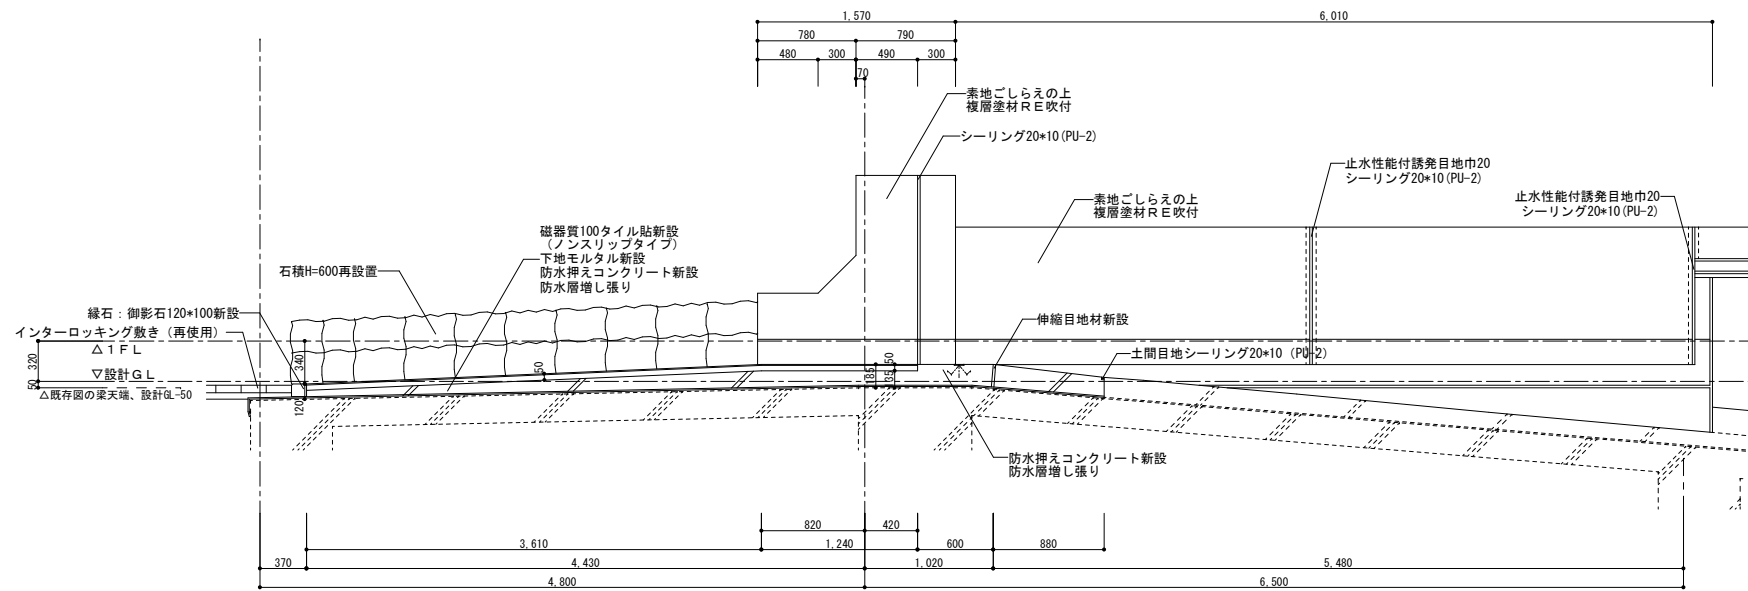 1,570
6,010
780
790
480
300
490
300
70
素地ごしらえの上
複層塗材RE吹付
シーリング20*10(PU-2)
止水性能付誘発目地巾20
シーリング20*10(PU-2)
止水性能付誘発目地巾20
シーリング20*10(PU-2)
素地ごしらえの上
複層塗材RE吹付
磁器質100タイル貼新設
(ノンスリップタイプ)
下地モルタル新設
防水押えコンクリート新設
防水層増し張り
石積H=600再設置
縁石:御影石120*100新設
インターロッキング敷き(再使用)
△1FL
▽設計GL
△既存図の梁天端、設計GL-50
320
50
340
120
50
185
50
135
伸縮目地材新設
土間目地シーリング20*10 (PU-2)
防水押えコンクリート新設
防水層増し張り
820
420
3,610
1,240
600
880
370
4,430
1,020
5,480
4,800
6,500